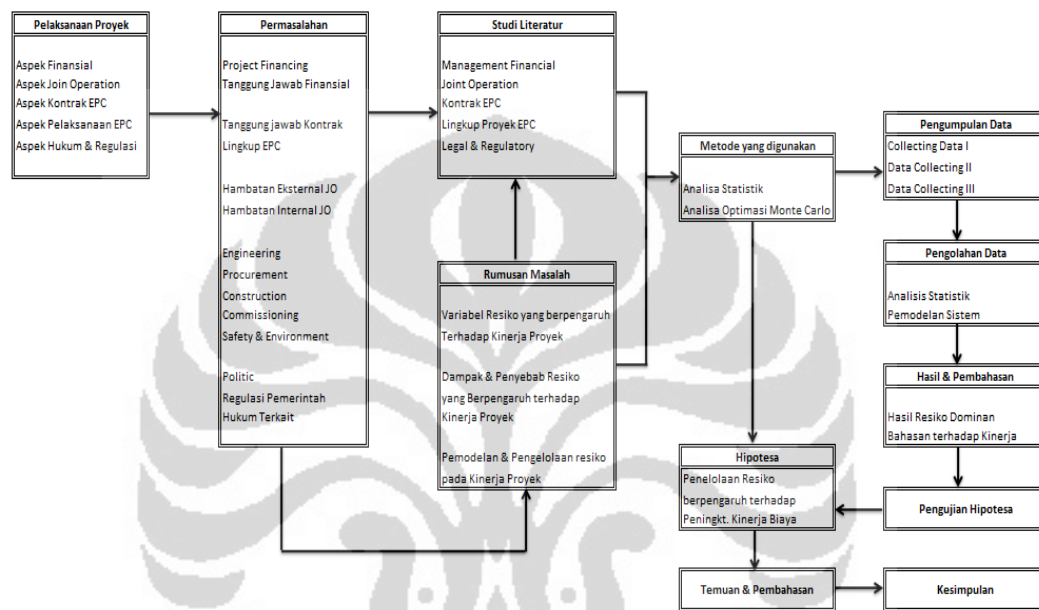 Pelaksanaan Proyek
Aspek Finansial
Aspek Join Operation
Aspek Kontrak EPC
Aspek Pelaksanaan EPC
Aspek Hukum & Regulasi
Permasalahan
Project Financing
Tanggung Jawab Finansial
Tanggung jawab Kontrak
Lingkup EPC
Hambatan Eksternal JO
Hambatan Internal JO
Engineering
Procurement
Construction
Commissioning
Safety & Environment
Politic
Regulasi Pemerintah
Hukum Terkait
Studi Literatur
Management Financial
Joint Operation
Kontrak EPC
Lingkup Proyek EPC
Legal & Regulatory
Rumusan Masalah
Variabel Resiko yang berpengaruh
Terhadap Kinerja Proyek
Dampak & Penyebab Resiko
yang Berpengaruh terhadap
Kinerja Proyek
Pemodelan & Pengelolaan resiko
pada Kinerja Proyek
Metode yang digunakan
Analisa Statistik
Analisa Optimasi Monte Carlo
Pengumpulan Data
Collecting Data I
Data Collecting II
Data Collecting III
Pengolahan Data
Analisis Statistik
Pemodelan Sistem
Hasil & Pembahasan
Hasil Resiko Dominan
Bahasan terhadap Kinerja
Pengujian Hipotesa
Hipotesa
Penelolaan Resiko
berpengaruh terhadap
Peningkt. Kinerja Biaya
Temuan & Pembahasan
Kesimpulan